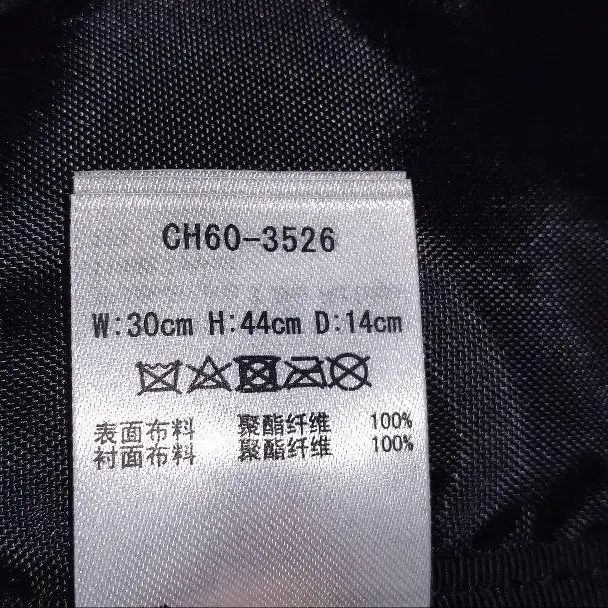 CH60-3526
W:30cm H:44cm D:14cm
表面布料 聚酯纤维 100%
衬面布料 聚酯纤维 100%